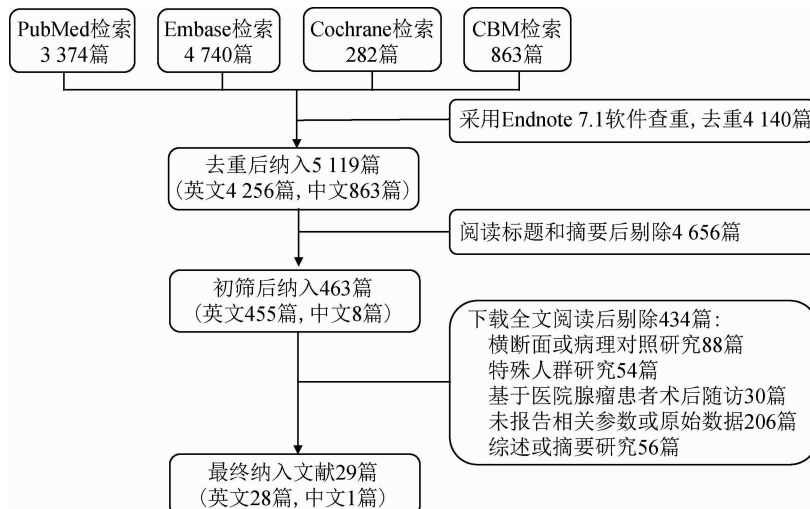 PubMed检索
3 374篇
Embase检索
4 740篇
Cochrane检索
282篇
CBM检索
863篇
采用Endnote 7.1软件查重, 去重4 140篇
去重后纳入5 119篇
(英文4 256篇, 中文863篇)
阅读标题和摘要后剔除4 656篇
初筛后纳入463篇
(英文455篇, 中文8篇)
下载全文阅读后剔除434篇:
横断面或病理对照研究88篇
特殊人群研究54篇
基于医院腺瘤患者术后随访30篇
未报告相关参数或原始数据206篇
综述或摘要研究56篇
最终纳入文献29篇
(英文28篇, 中文1篇)